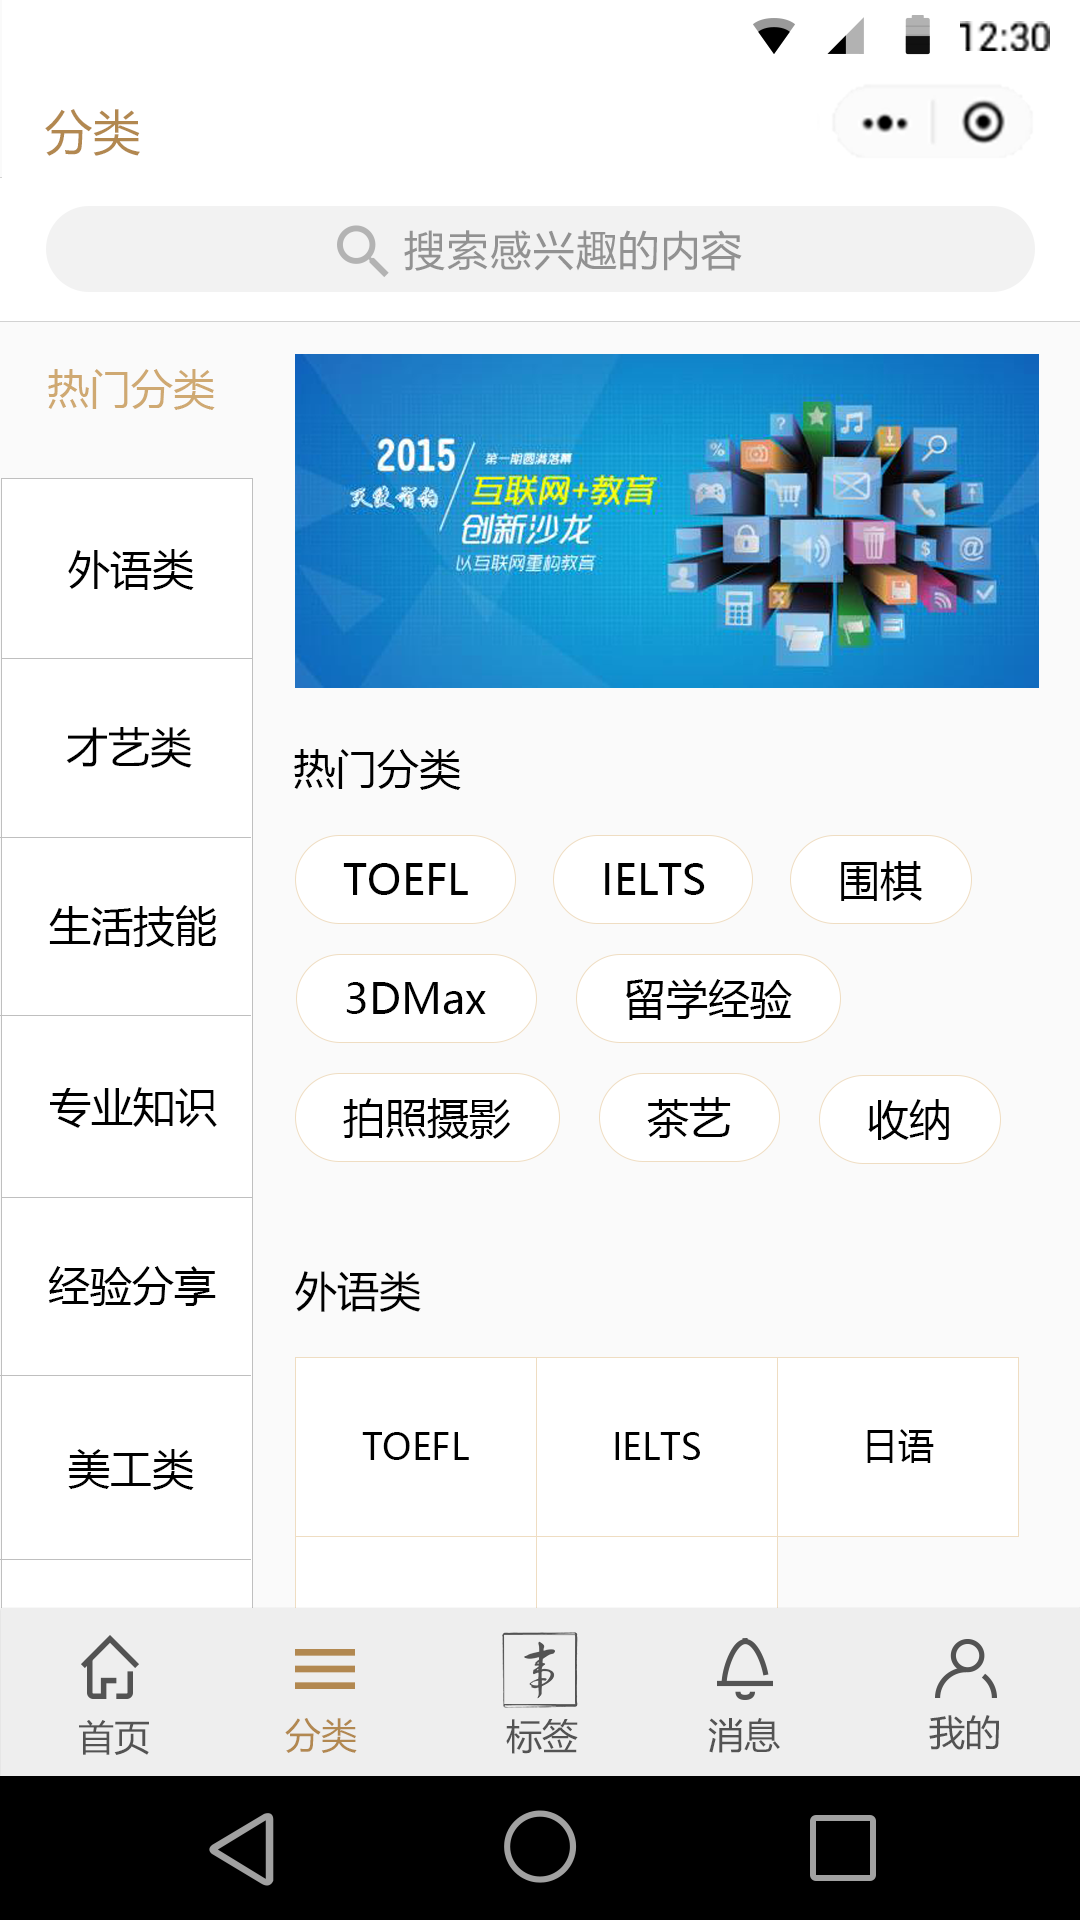 12:30
分类
搜索感兴趣的内容
热门分类
外语类
才艺类
生活技能
专业知识
经验分享
美工类
2015
第一期圆满落幕
互联网+教育
创新沙龙
以互联网重构教育
热门分类
TOEFL IELTS 围棋
3DMax 留学经验
拍照摄影 茶艺 收纳
外语类
TOEFL IELTS 日语
首页 分类 标签 消息 我的